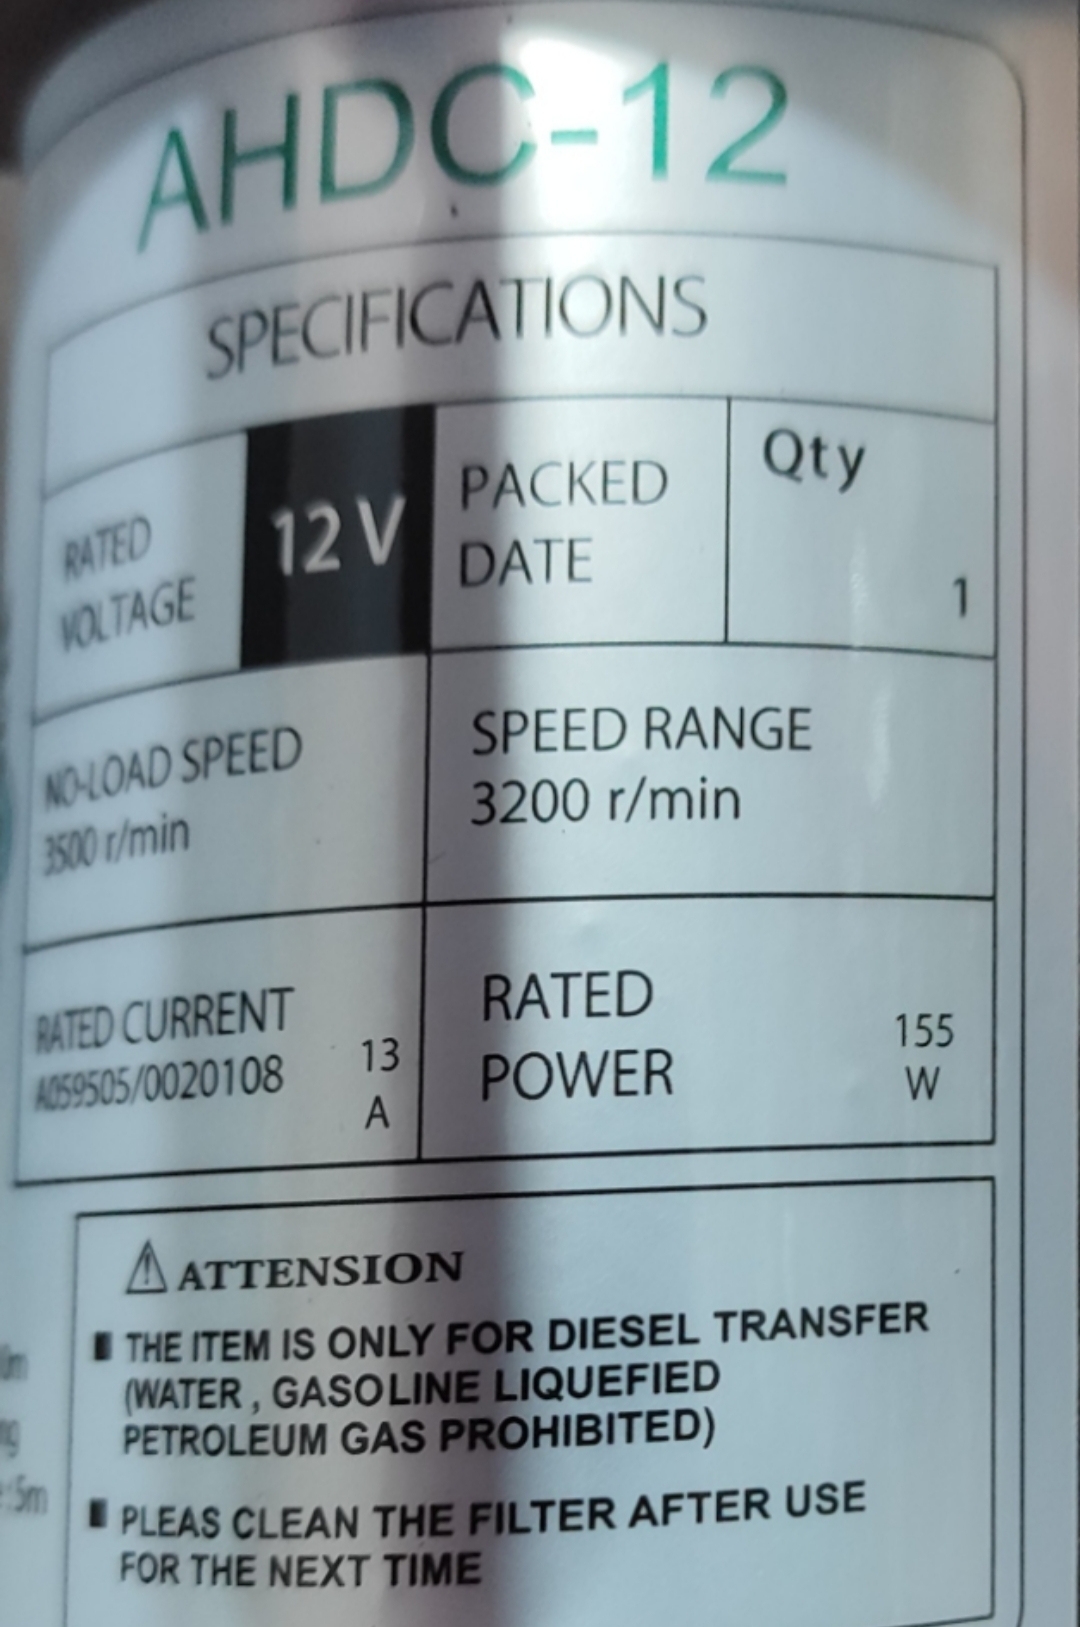 AHDC-12
SPECIFICATIONS
RATED
VOLTAGE
12 V
PACKED
DATE
Qty
1
NO-LOAD SPEED
3500 r/min
SPEED RANGE
3200 r/min
RATED CURRENT
A059505/0020108
13
A
RATED
POWER
155
W
⚠ ATTENSION
■ THE ITEM IS ONLY FOR DIESEL TRANSFER
(WATER , GASOLINE LIQUEFIED
PETROLEUM GAS PROHIBITED)
■ PLEAS CLEAN THE FILTER AFTER USE
FOR THE NEXT TIME